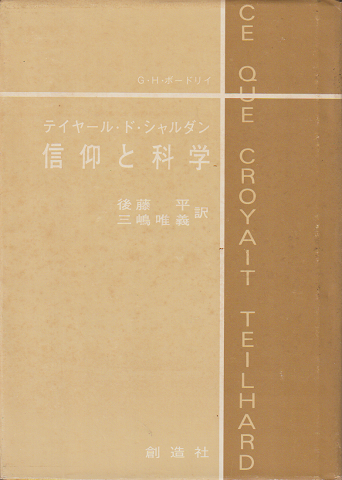 G・H・ボードリイ
テイヤール・ド・シャルダン
信仰と科学
後藤 平
三嶋唯義 訳
創造社
CE QUE CROYAIT TEILHARD